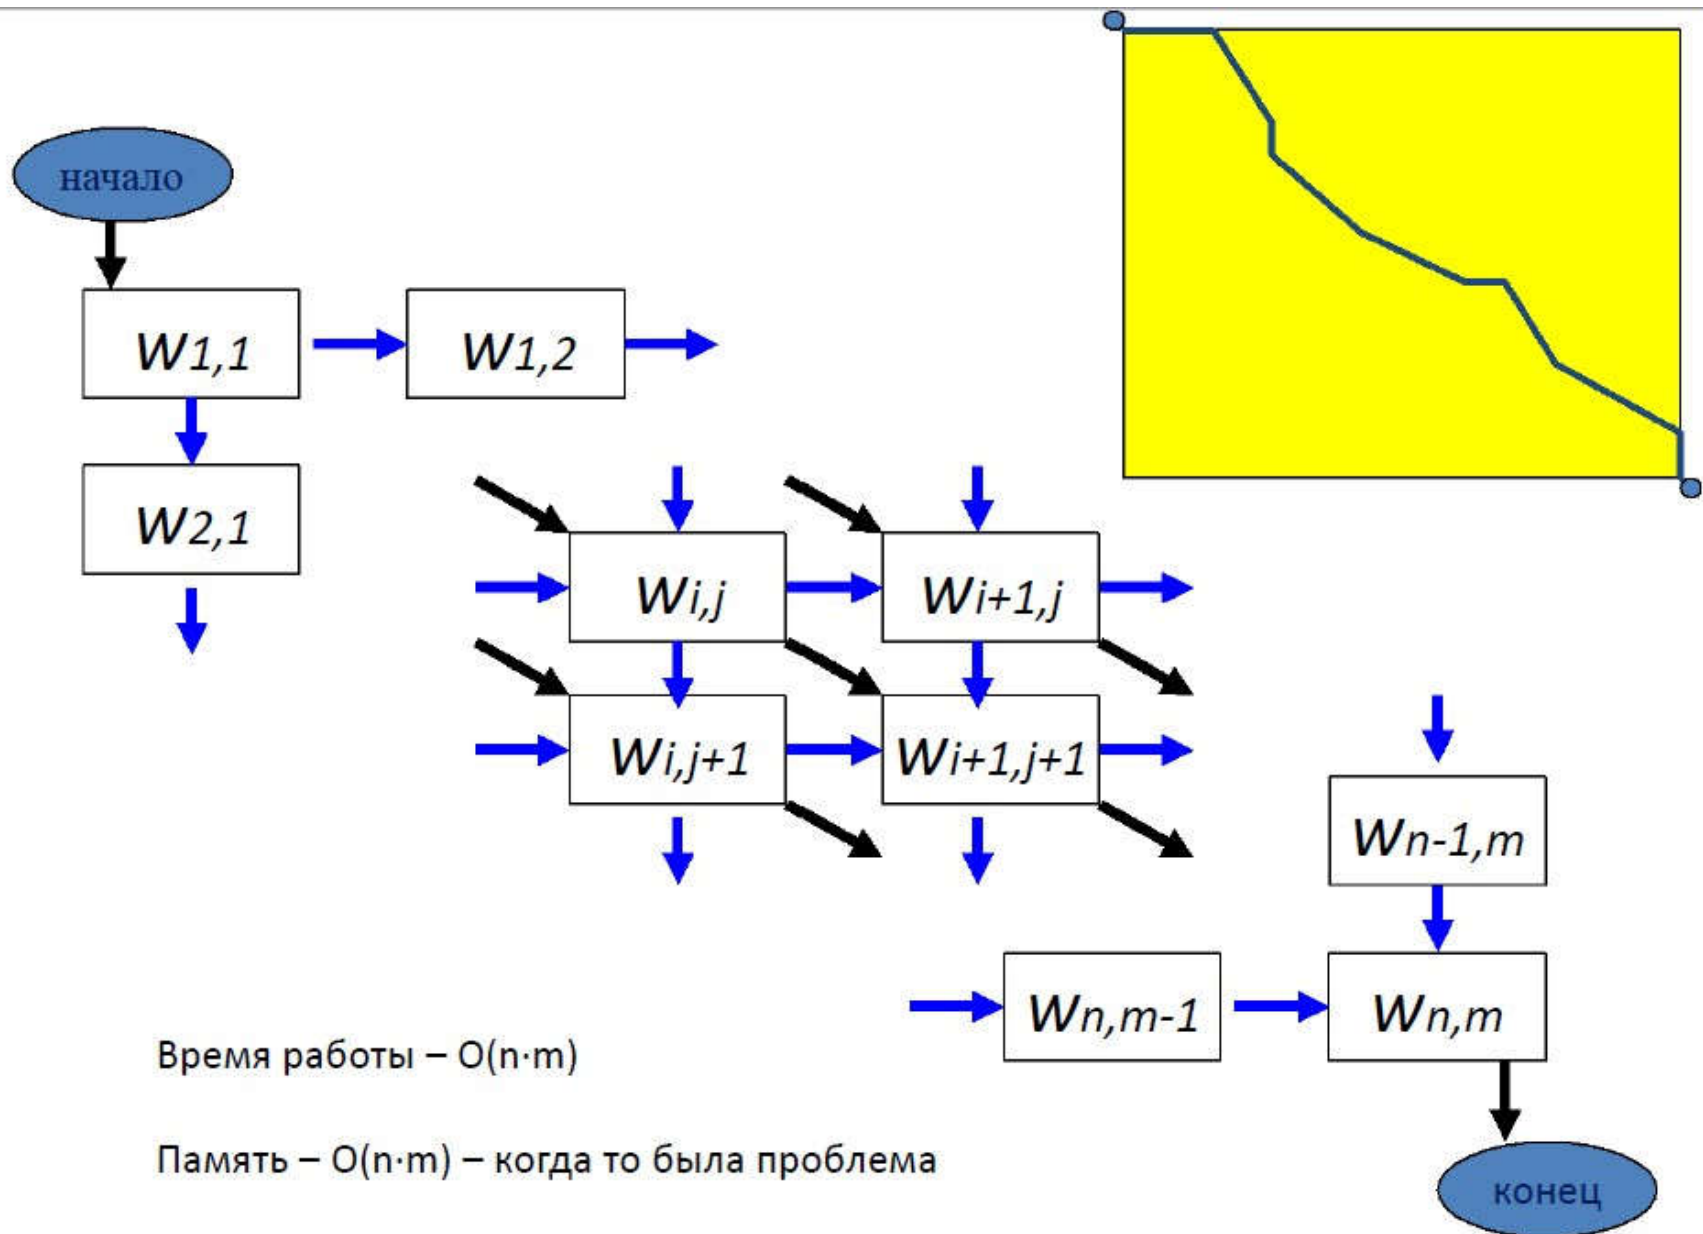 начало
W1,1
W1,2
W2,1
Wi,j
Wi+1,j
Wi,j+1
Wi+1,j+1
Wn-1,m
Wn,m-1
Wn,m
Время работы – O(n·m)
Память – O(n·m) – когда то была проблема
конец